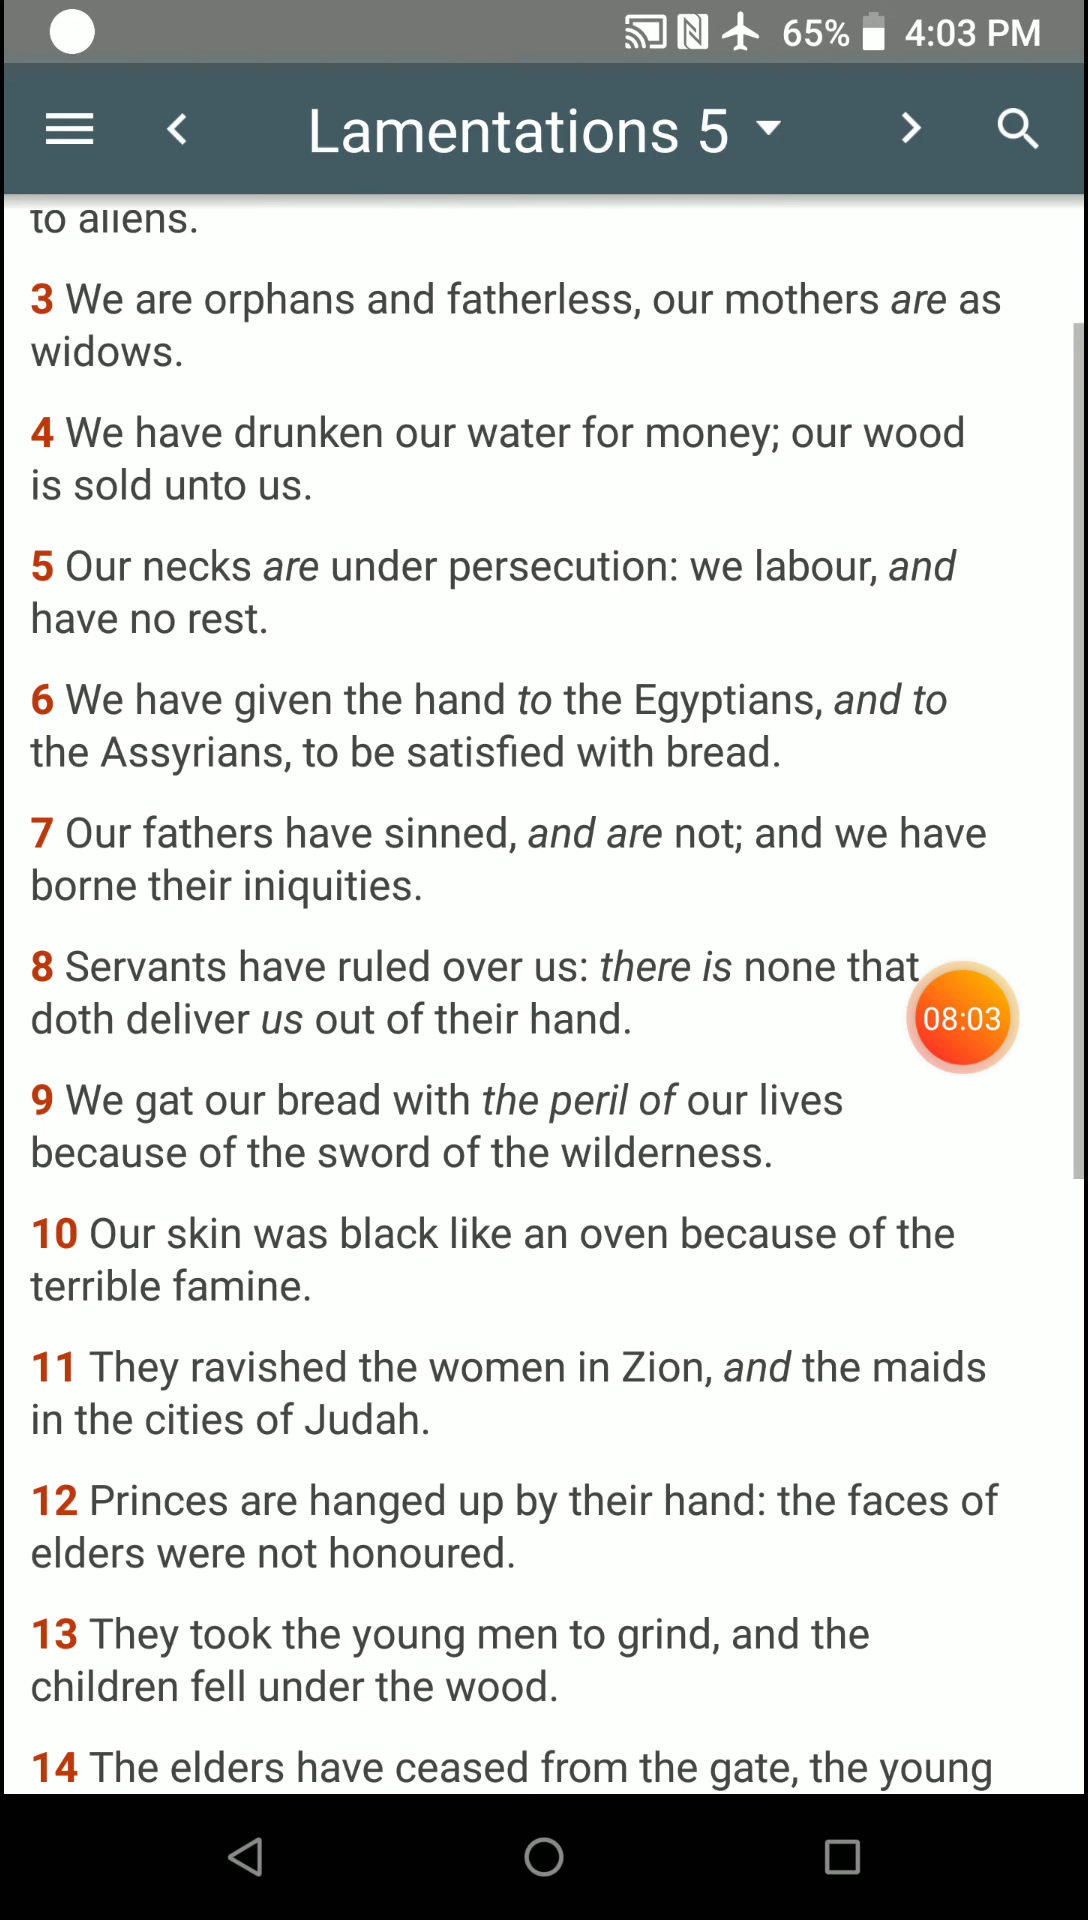 65% 4:03 PM
Lamentations 5
to aliens.
3 We are orphans and fatherless, our mothers are as
widows.
4 We have drunken our water for money; our wood
is sold unto us.
5 Our necks are under persecution: we labour, and
have no rest.
6 We have given the hand to the Egyptians, and to
the Assyrians, to be satisfied with bread.
7 Our fathers have sinned, and are not; and we have
borne their iniquities.
8 Servants have ruled over us: there is none that
doth deliver us out of their hand.
08:03
9 We gat our bread with the peril of our lives
because of the sword of the wilderness.
10 Our skin was black like an oven because of the
terrible famine.
11 They ravished the women in Zion, and the maids
in the cities of Judah.
12 Princes are hanged up by their hand: the faces of
elders were not honoured.
13 They took the young men to grind, and the
children fell under the wood.
14 The elders have ceased from the gate, the young